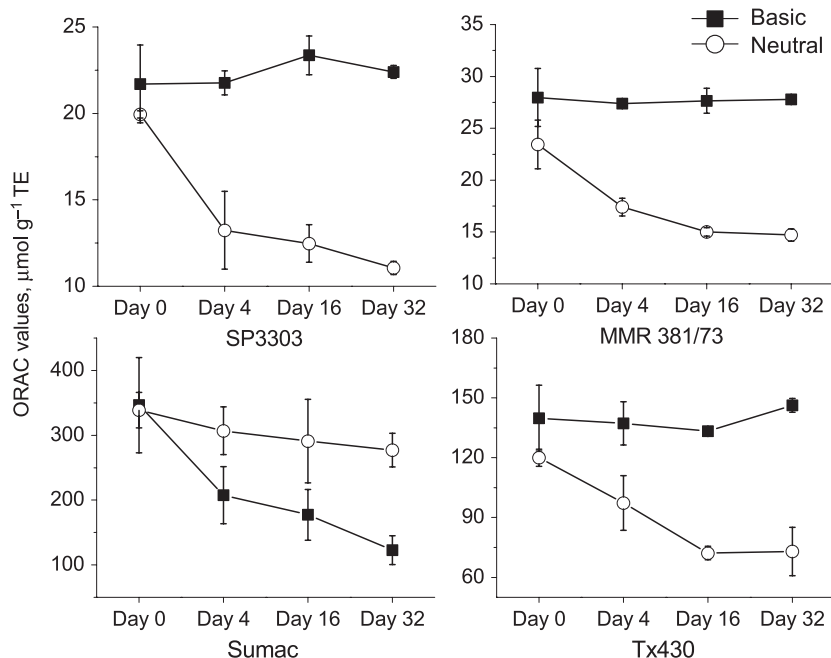 Basic
Neutral
ORAC values, μmol g⁻¹ TE
25
20
15
10
Day 0 Day 4 Day 16 Day 32
SP3303
35
30
25
20
15
10
Day 0 Day 4 Day 16 Day 32
MMR 381/73
400
300
200
100
Day 0 Day 4 Day 16 Day 32
Sumac
180
150
120
90
60
Day 0 Day 4 Day 16 Day 32
Tx430